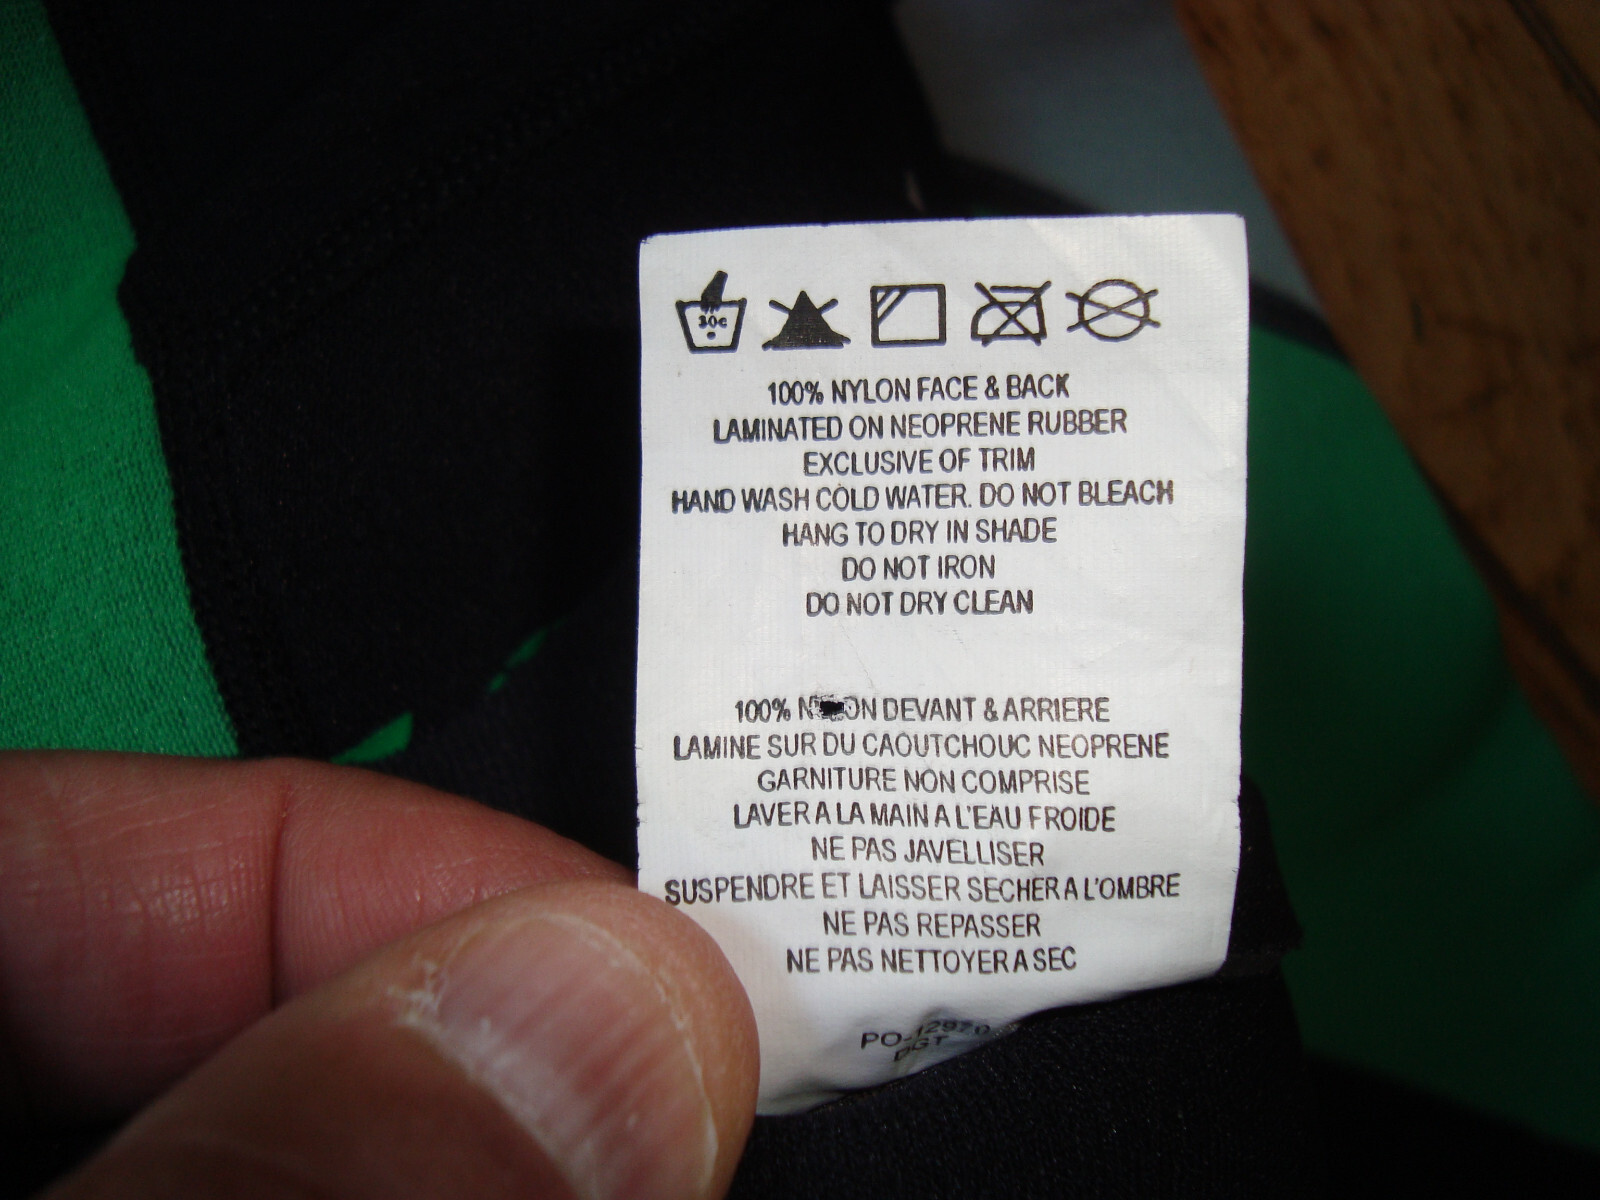 30c
100% NYLON FACE & BACK
LAMINATED ON NEOPRENE RUBBER
EXCLUSIVE OF TRIM
HAND WASH COLD WATER. DO NOT BLEACH
HANG TO DRY IN SHADE
DO NOT IRON
DO NOT DRY CLEAN
100% DEVANT & ARRIERE
LAMINE SUR DU CAOUTCHOUC NEOPRENE
GARNITURE NON COMPRISE
LAVER A LA MAIN A L'EAU FROIDE
NE PAS JAVELLISER
SUSPENDRE ET LAISSER SECHER A L'OMBRE
NE PAS REPASSER
NE PAS NETTOYER A SEC